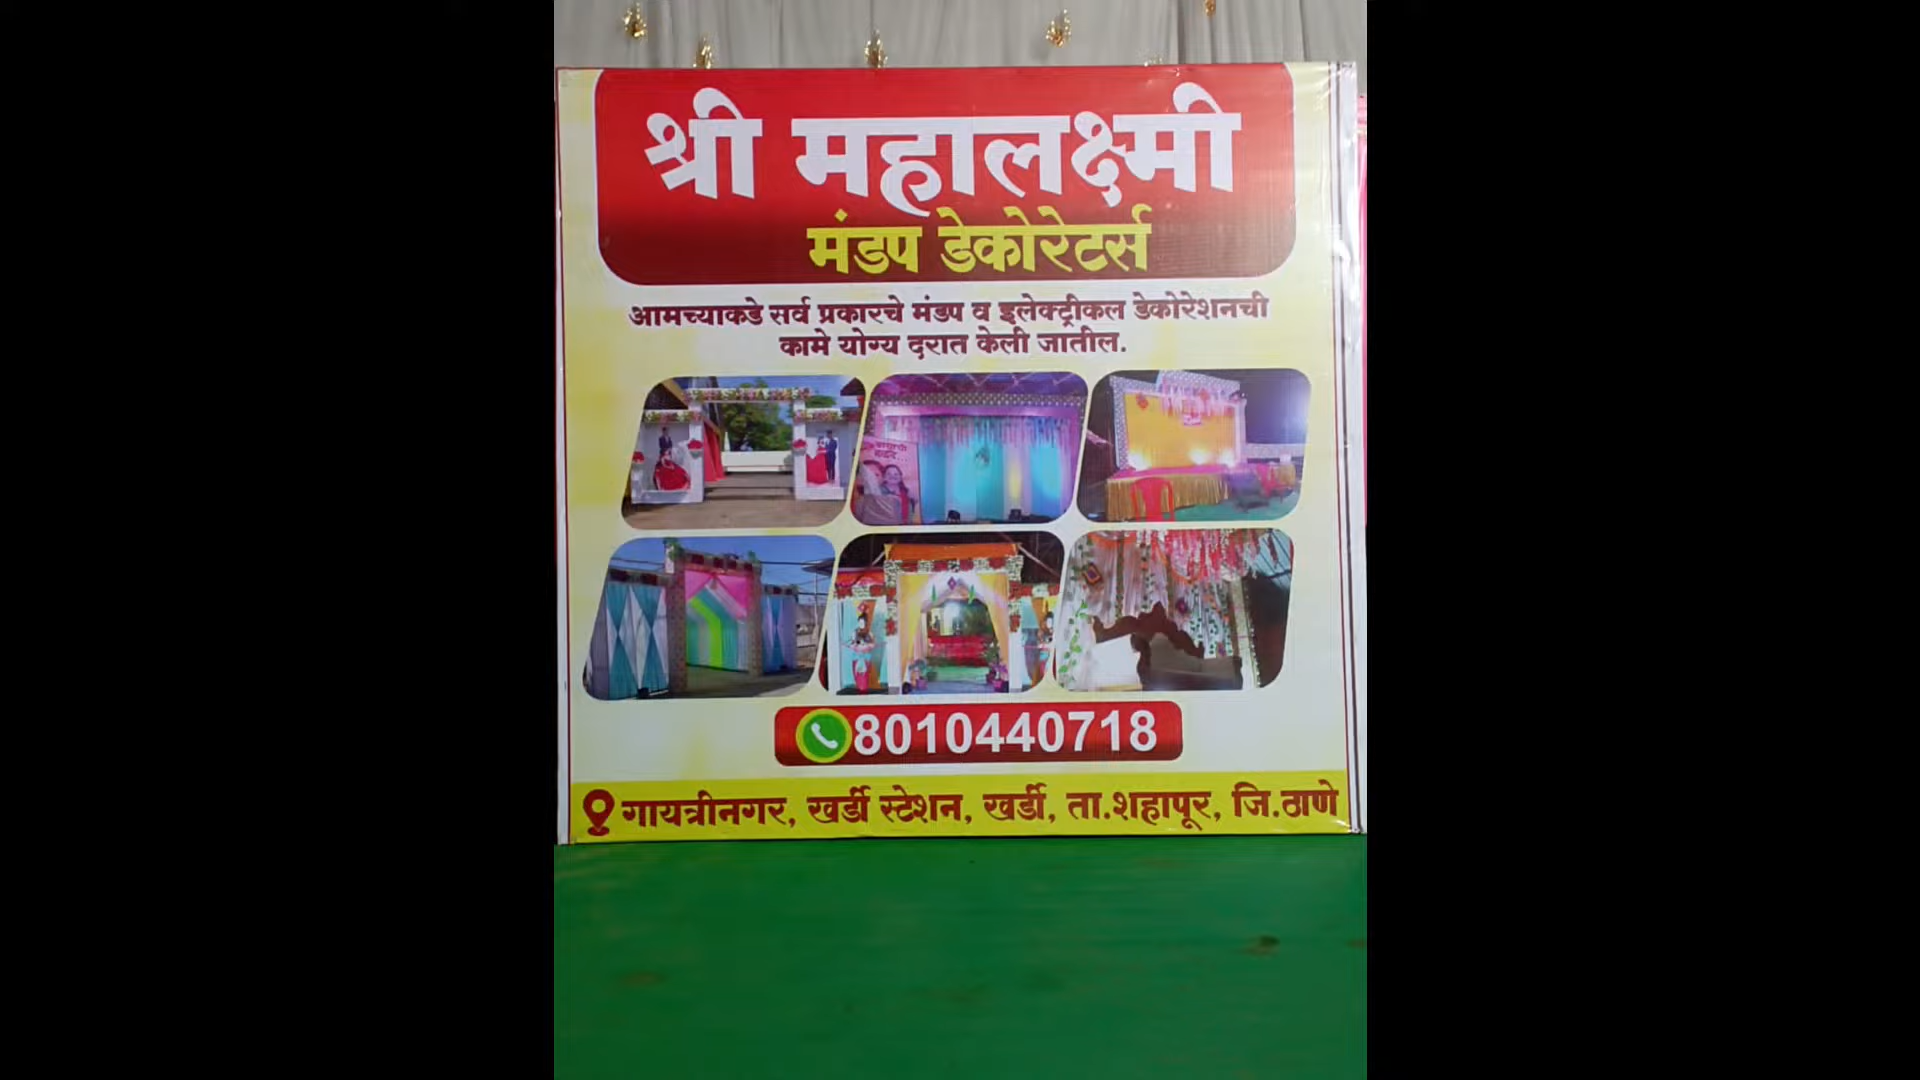 श्री महालक्ष्मी
मंडप डेकोरेटर्स
आमच्याकडे सर्व प्रकारचे मंडप व इलेक्ट्रीकल डेकोरेशनची
कामे योग्य दरात केली जातील.
8010440718
गायत्रीनगर, खर्डी स्टेशन, खर्डी, ता.शहापूर, जि.ठाणे